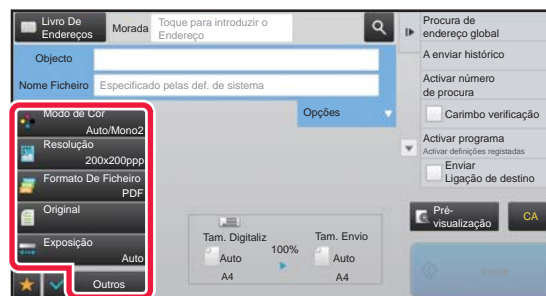 Livro De
Endereços
Morada
Toque para introduzir o
Endereço
Objecto
Nome Ficheiro
Especificado pelas def. de sistema
Modo de Cor
Auto/Mono2
Resolução
200x200ppp
Formato De Ficheiro
PDF
Original
Exposição
Auto
Outros
Opções
Tam. Digitaliz
Auto
A4
100%
Tam. Envio
Auto
A4
Procura de
endereço global
A enviar histórico
Activar número
de procura
Carimbo verificação
Activar programa
Activar definições registadas
Enviar
Ligação de destino
Pré-
visualização
CA